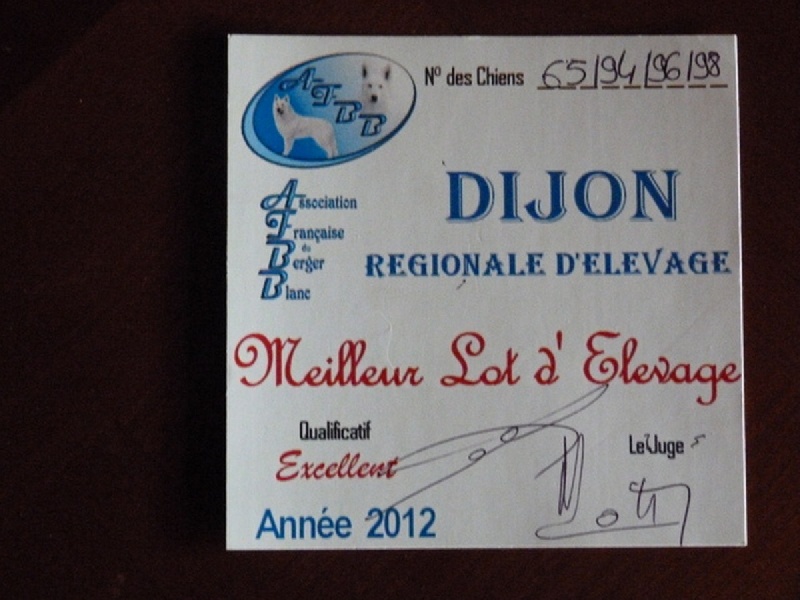 AFBB
N° des Chiens 65/94/96/98
Association
Française
du
Berger
Blanc
DIJON
REGIONALE D'ELEVAGE
Meilleur Lot d' Elevage
Qualificatif
Excellent
Le Juge
Année 2012